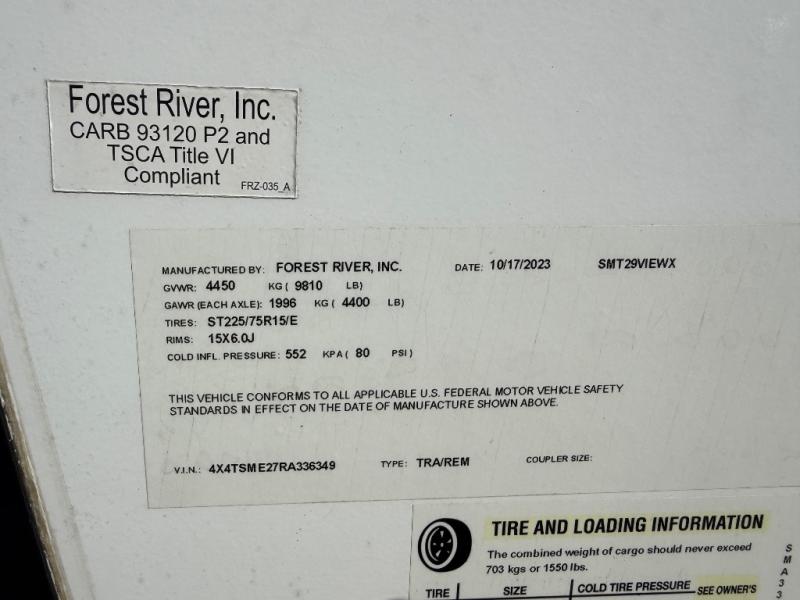 Forest River, Inc.
CARB 93120 P2 and
TSCA Title VI
Compliant
FRZ-035_A
MANUFACTURED BY: FOREST RIVER, INC. DATE: 10/17/2023 SMT29VIEWX
GVWR: 4450 KG ( 9810 LB)
GAWR (EACH AXLE): 1996 KG ( 4400 LB)
TIRES: ST225/75R15/E
RIMS: 15X6.0J
COLD INFL. PRESSURE: 552 KPA ( 80 PSI )
THIS VEHICLE CONFORMS TO ALL APPLICABLE U.S. FEDERAL MOTOR VEHICLE SAFETY
STANDARDS IN EFFECT ON THE DATE OF MANUFACTURE SHOWN ABOVE.
V.I.N.: 4X4TSME27RA336349 TYPE: TRA/REM COUPLER SIZE:
TIRE AND LOADING INFORMATION
The combined weight of cargo should never exceed
703 kgs or 1550 lbs.
TIRE SIZE COLD TIRE PRESSURE SEE OWNER'S
SMA33